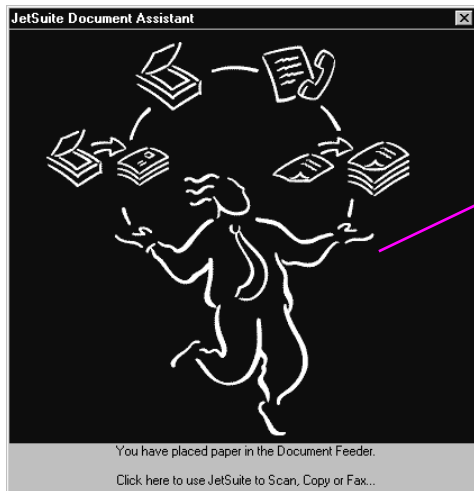 JetSuite Document Assistant
You have placed paper in the Document Feeder.
Click here to use JetSuite to Scan, Copy or Fax...